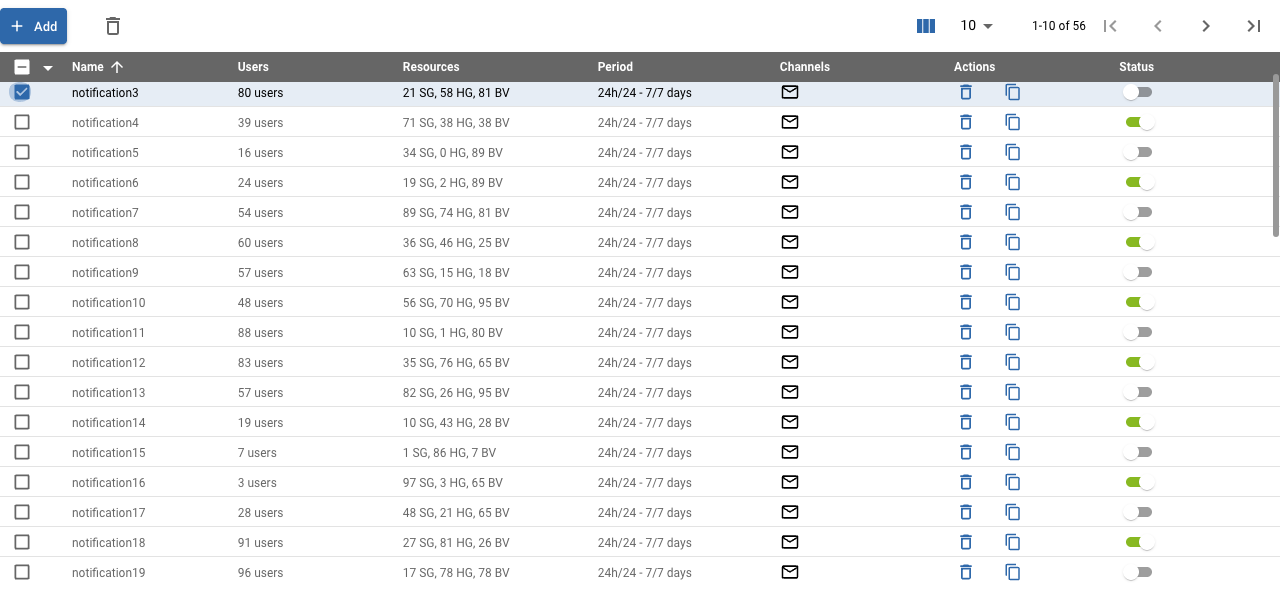 Add 10 1-10 of 56
Name Users Resources Period Channels Actions Status
notification3 80 users 21 SG, 58 HG, 81 BV 24h/24 - 7/7 days
notification4 39 users 71 SG, 38 HG, 38 BV 24h/24 - 7/7 days
notification5 16 users 34 SG, 0 HG, 89 BV 24h/24 - 7/7 days
notification6 24 users 19 SG, 2 HG, 89 BV 24h/24 - 7/7 days
notification7 54 users 89 SG, 74 HG, 81 BV 24h/24 - 7/7 days
notification8 60 users 36 SG, 46 HG, 25 BV 24h/24 - 7/7 days
notification9 57 users 63 SG, 15 HG, 18 BV 24h/24 - 7/7 days
notification10 48 users 56 SG, 70 HG, 95 BV 24h/24 - 7/7 days
notification11 88 users 10 SG, 1 HG, 80 BV 24h/24 - 7/7 days
notification12 83 users 35 SG, 76 HG, 65 BV 24h/24 - 7/7 days
notification13 57 users 82 SG, 26 HG, 95 BV 24h/24 - 7/7 days
notification14 19 users 10 SG, 43 HG, 28 BV 24h/24 - 7/7 days
notification15 7 users 1 SG, 86 HG, 7 BV 24h/24 - 7/7 days
notification16 3 users 97 SG, 3 HG, 65 BV 24h/24 - 7/7 days
notification17 28 users 48 SG, 21 HG, 65 BV 24h/24 - 7/7 days
notification18 91 users 27 SG, 81 HG, 26 BV 24h/24 - 7/7 days
notification19 96 users 17 SG, 78 HG, 78 BV 24h/24 - 7/7 days